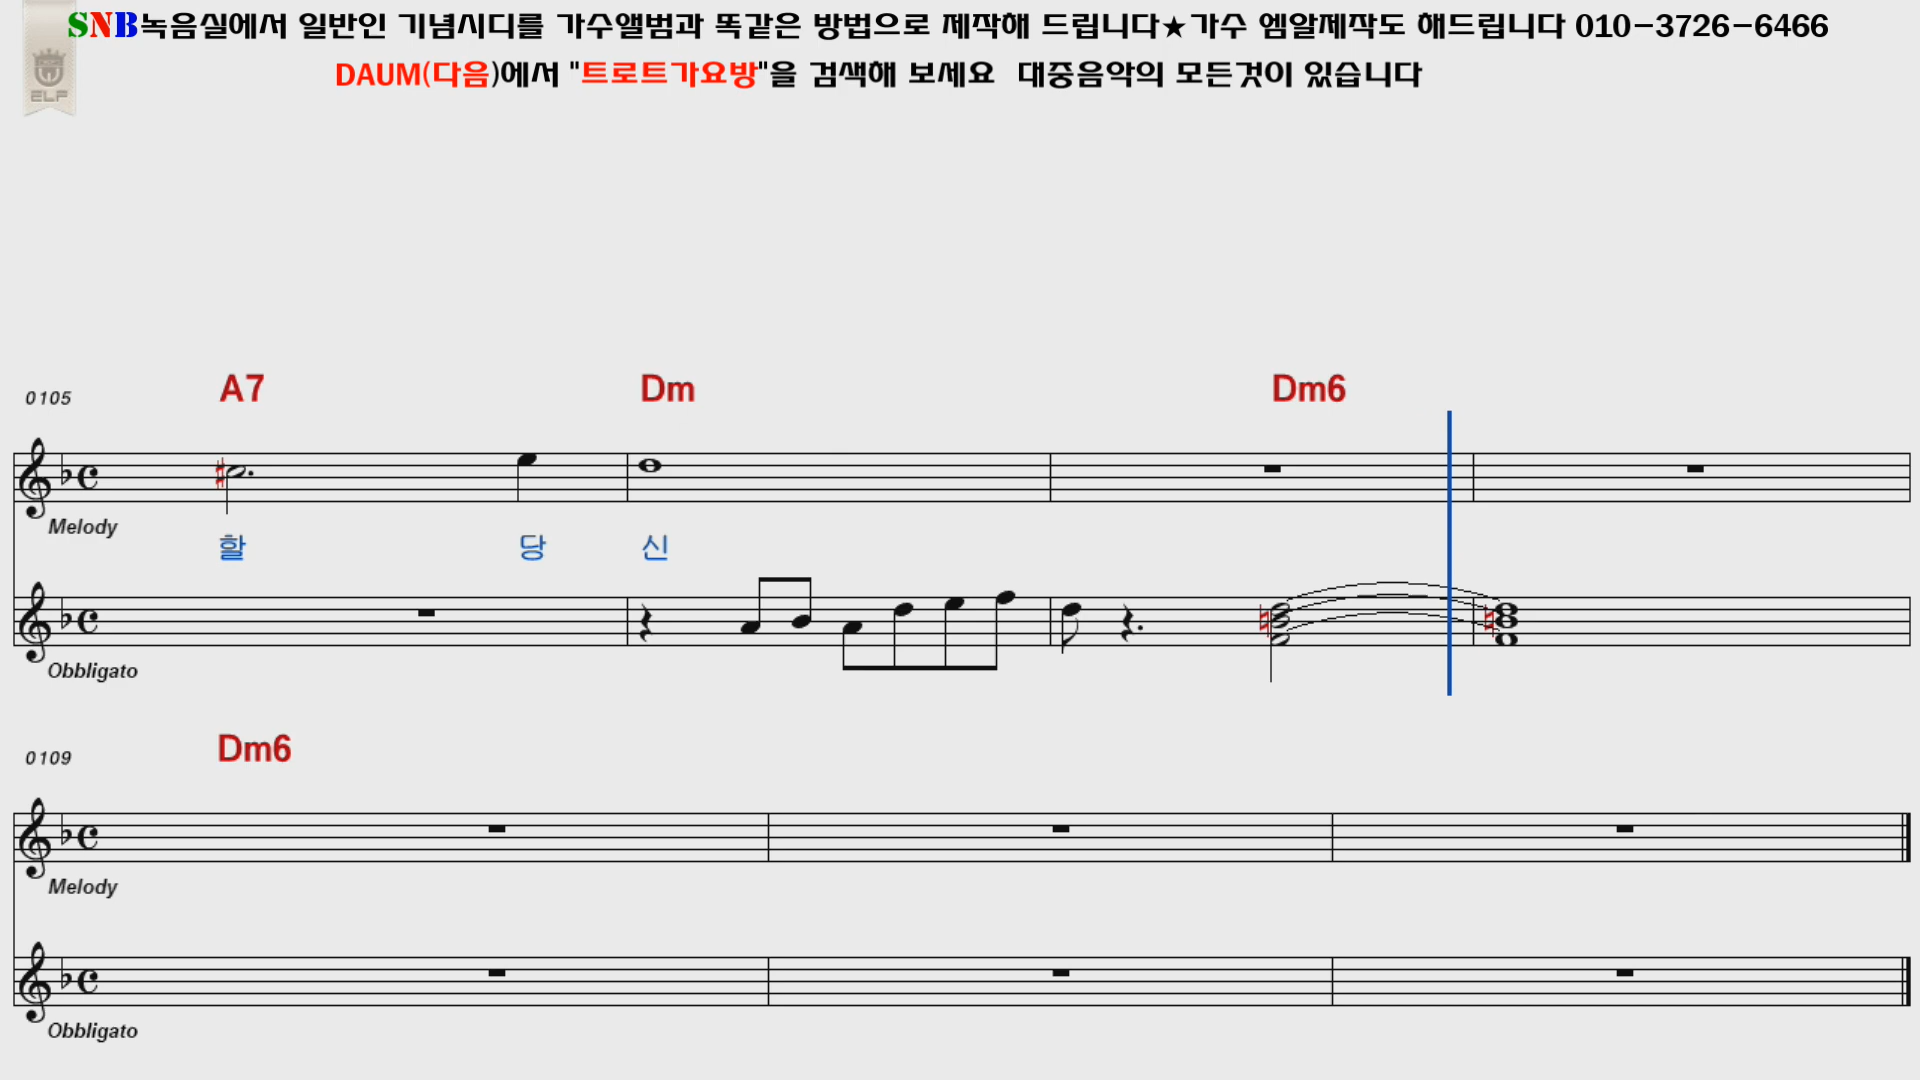 SNB녹음실에서 일반인 기념시디를 가수앨범과 똑같은 방법으로 제작해 드립니다★가수 엠알제작도 해드립니다 010-3726-6466
ELF
DAUM(다음)에서 "트로트가요방"을 검색해 보세요 대중음악의 모든것이 있습니다
0105 A7 Dm Dm6
Melody
할 당 신
Obbligato
0109 Dm6
Melody
Obbligato